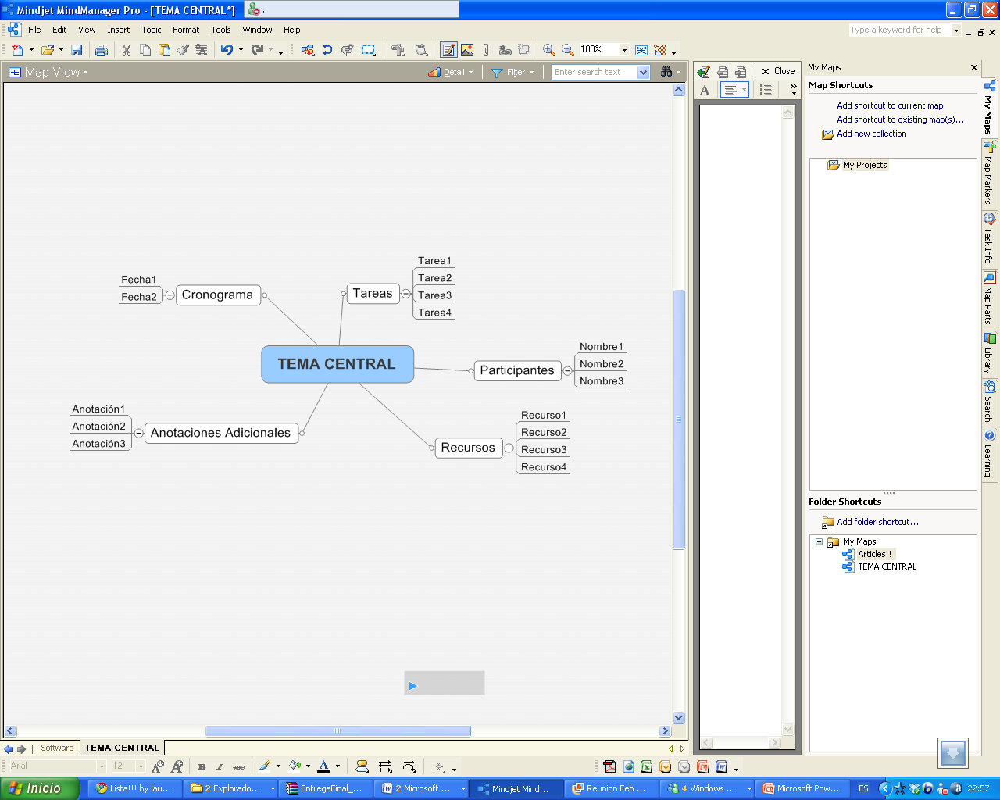 Mindjet MindManager Pro - [TEMA CENTRAL*]
.
File Edit View Insert Topic Format Tools Window Help
Type a keyword for help
100%
Map View
Detail
Filter
Enter search text
Close
My Maps
Map Shortcuts
Add shortcut to current map
Add shortcut to existing map(s)...
Add new collection
My Projects
My Maps
Map Markers
Task Info
Map Parts
Library
Search
Learning
Tarea1
Tarea2
Tarea3
Tarea4
Tareas
Fecha1
Fecha2
Cronograma
TEMA CENTRAL
Nombre1
Nombre2
Nombre3
Participantes
Anotación1
Anotación2
Anotación3
Anotaciones Adicionales
Recurso1
Recurso2
Recurso3
Recurso4
Recursos
Folder Shortcuts
Add folder shortcut...
My Maps
Articles!!
TEMA CENTRAL
Software
TEMA CENTRAL
Arial
12
Inicio
Lista!!! by lau...
2 Explorado...
EntregaFinal_...
2 Microsoft ...
Mindjet Mind...
Reunion Feb ...
4 Windows ...
Microsoft Pow...
ES
22:57